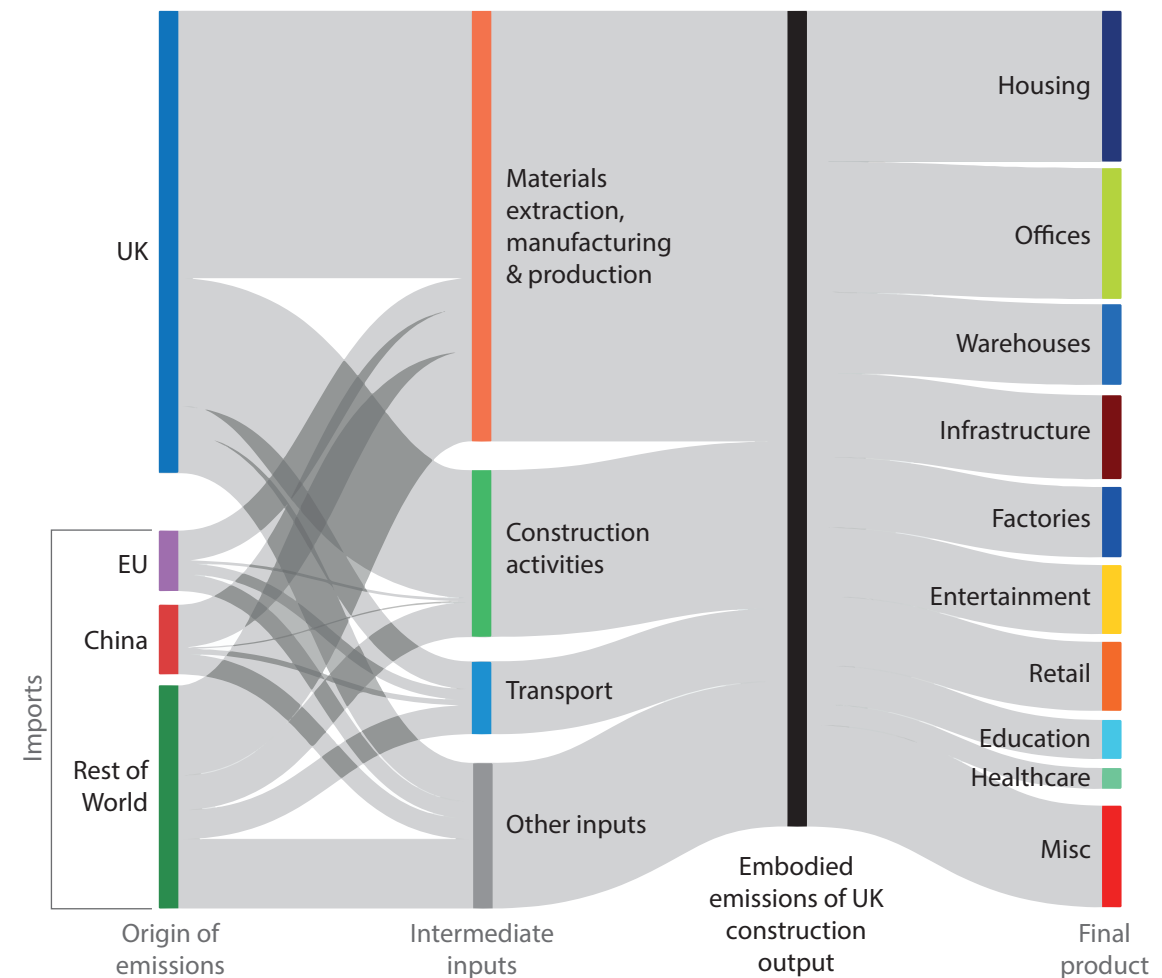 UK
EU
China
Rest of
World
Imports
Origin of
emissions
Materials
extraction,
manufacturing
& production
Construction
activities
Transport
Other inputs
Intermediate
inputs
Embodied
emissions of UK
construction
output
Housing
Offices
Warehouses
Infrastructure
Factories
Entertainment
Retail
Education
Healthcare
Misc
Final
product